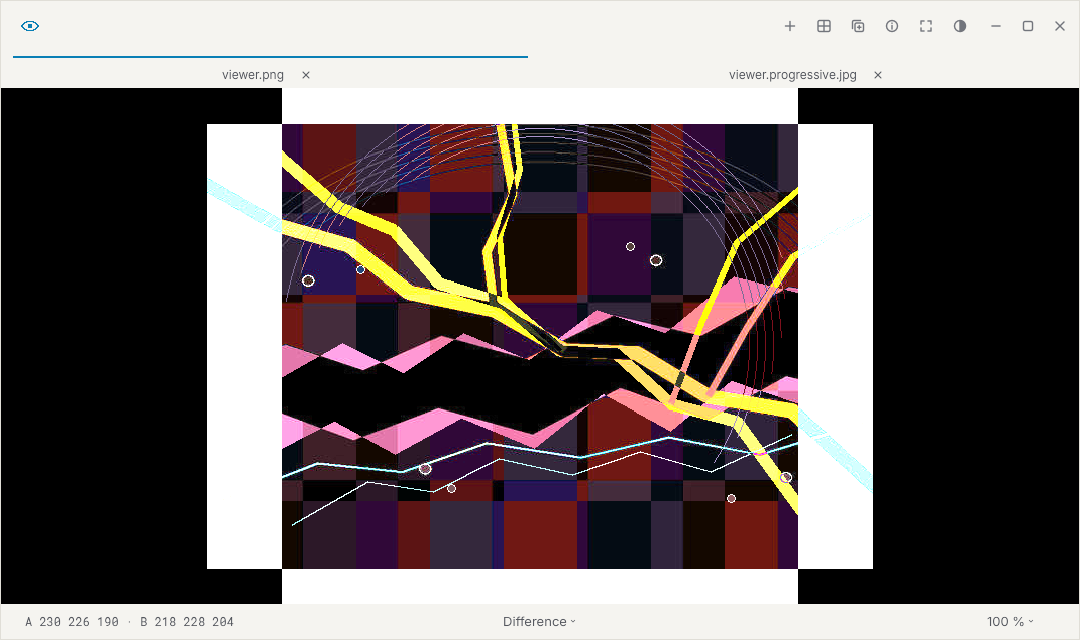 viewer.png
viewer.progressive.jpg
A 230 226 190 · B 218 228 204
Difference
100 %